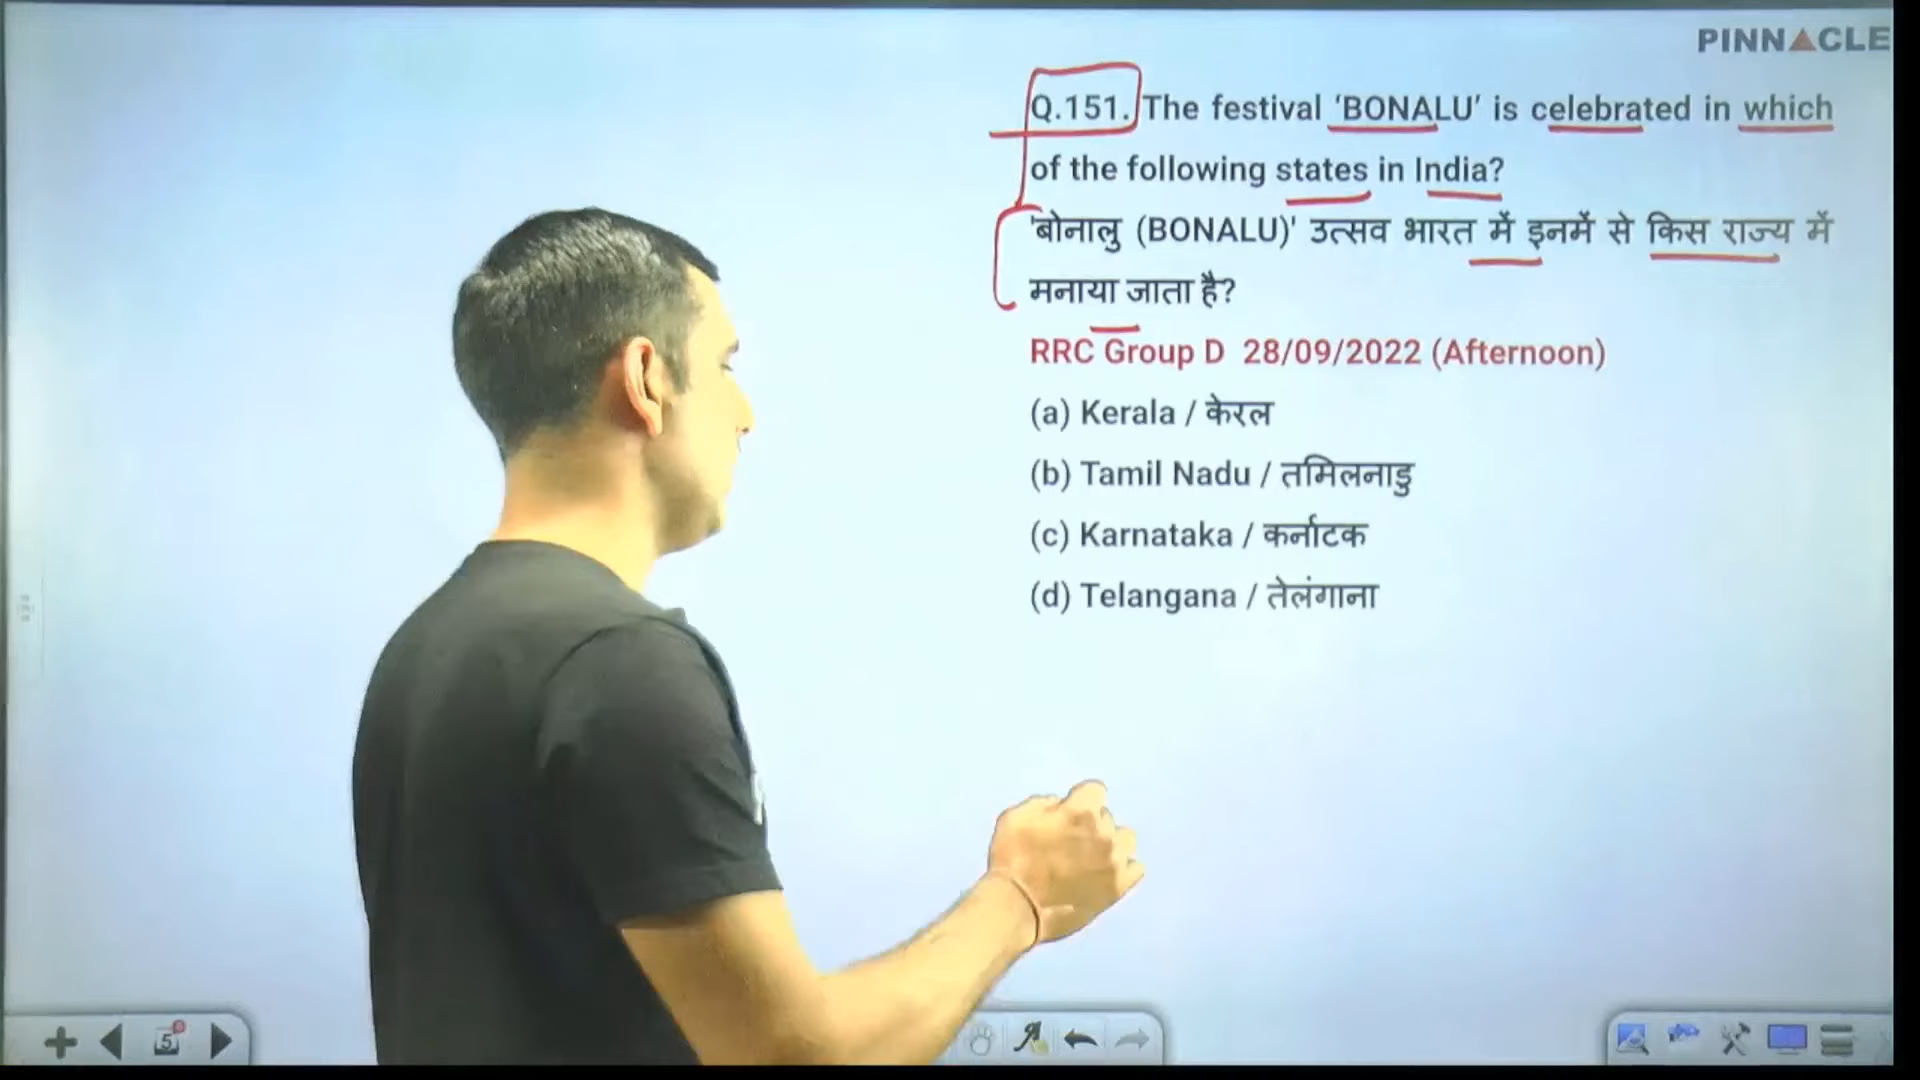 PINNACLE
Q.151. The festival ‘BONALU’ is celebrated in which
of the following states in India?
'बोनालु (BONALU)' उत्सव भारत में इनमें से किस राज्य में
मनाया जाता है?
RRC Group D 28/09/2022 (Afternoon)
(a) Kerala / केरल
(b) Tamil Nadu / तमिलनाडु
(c) Karnataka / कर्नाटक
(d) Telangana / तेलंगाना
5